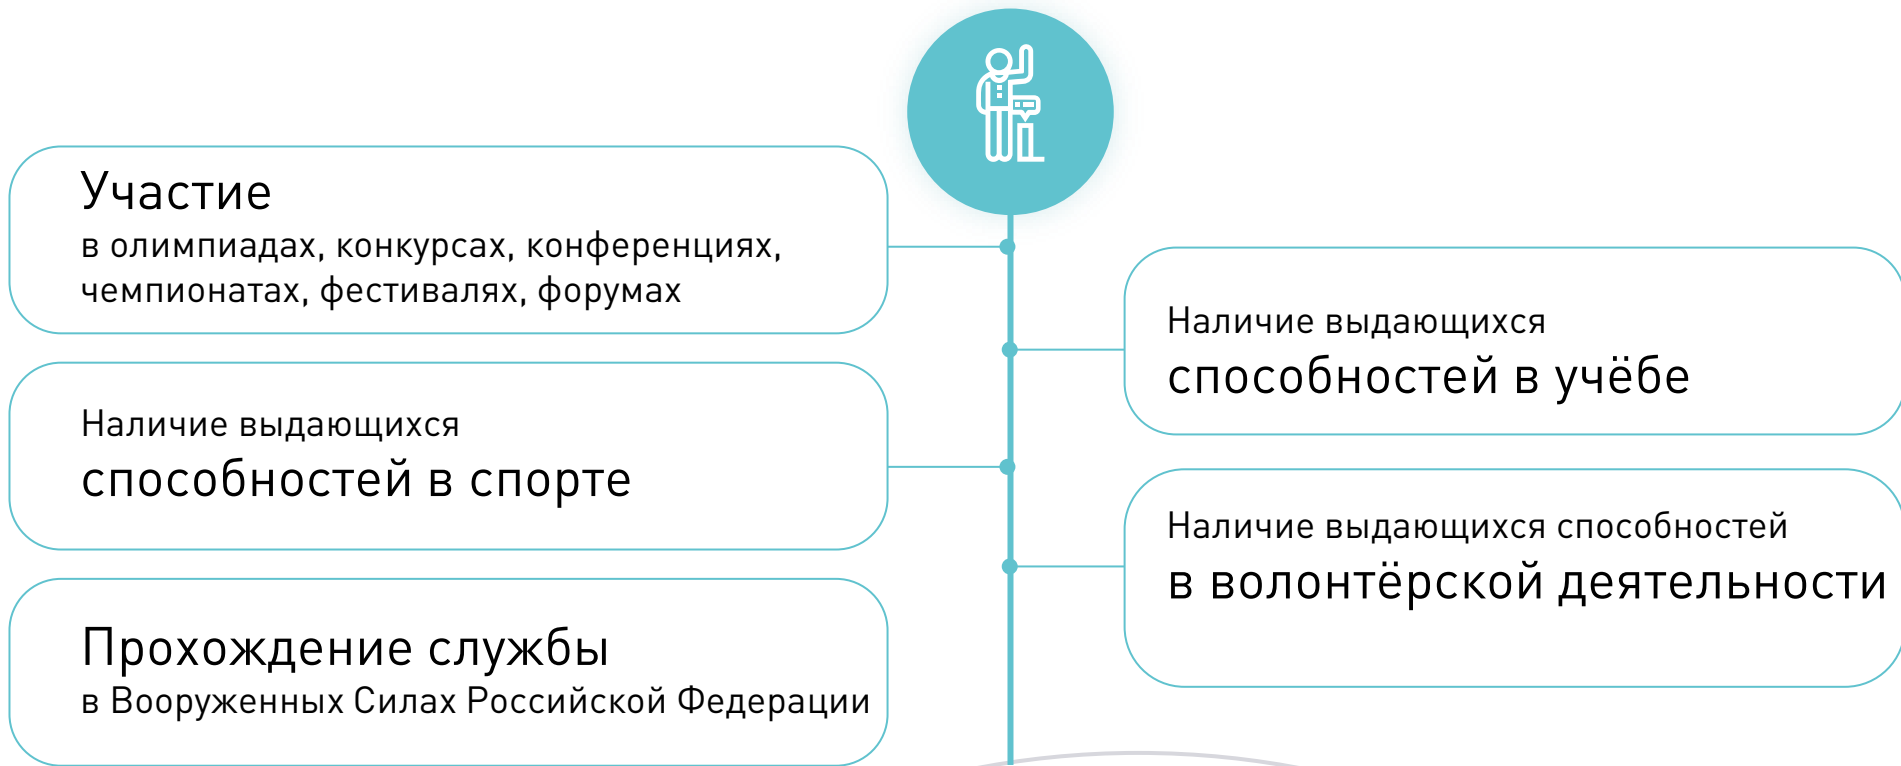 Участие
в олимпиадах, конкурсах, конференциях,
чемпионатах, фестивалях, форумах
Наличие выдающихся
способностей в учёбе
Наличие выдающихся
способностей в спорте
Наличие выдающихся способностей
в волонтёрской деятельности
Прохождение службы
в Вооруженных Силах Российской Федерации